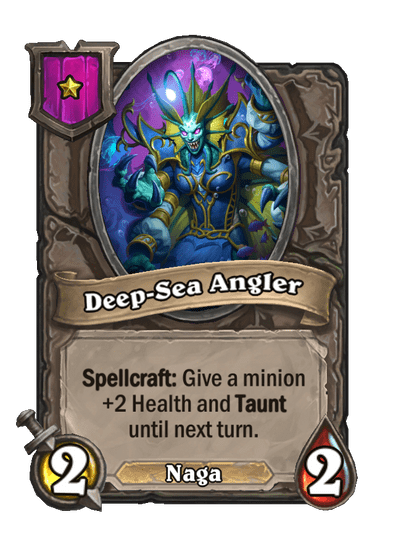 Deep-Sea Angler
Spellcraft: Give a minion
+2 Health and Taunt
until next turn.
2
Naga
2